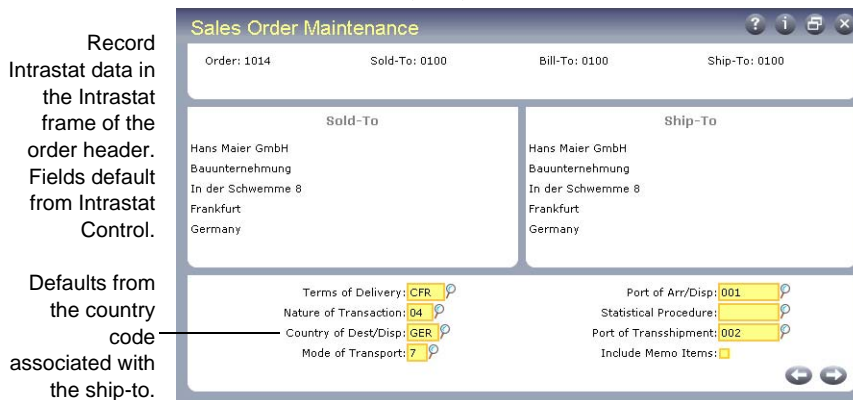 Record
Intrastat data in
the Intrastat
frame of the
order header.
Fields default
from Intrastat
Control.
Defaults from
the country
code
associated with
the ship-to.
Sales Order Maintenance
Order: 1014 Sold-To: 0100 Bill-To: 0100 Ship-To: 0100
Sold-To
Hans Maier GmbH
Bauunternehmung
In der Schwemme 8
Frankfurt
Germany
Ship-To
Hans Maier GmbH
Bauunternehmung
In der Schwemme 8
Frankfurt
Germany
Terms of Delivery: CFR
Nature of Transaction: 04
Country of Dest/Disp: GER
Mode of Transport: 7
Port of Arr/Disp: 001
Statistical Procedure:
Port of Transshipment: 002
Include Memo Items: